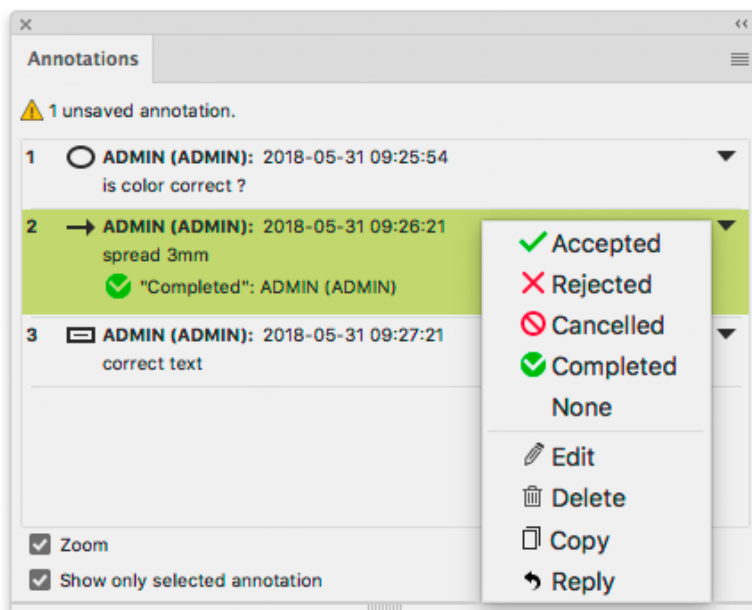 Annotations
1 unsaved annotation.
1 ADMIN (ADMIN): 2018-05-31 09:25:54
is color correct ?
2 ADMIN (ADMIN): 2018-05-31 09:26:21
spread 3mm
"Completed": ADMIN (ADMIN)
3 ADMIN (ADMIN): 2018-05-31 09:27:21
correct text
Accepted
Rejected
Cancelled
Completed
None
Edit
Delete
Copy
Reply
Zoom
Show only selected annotation